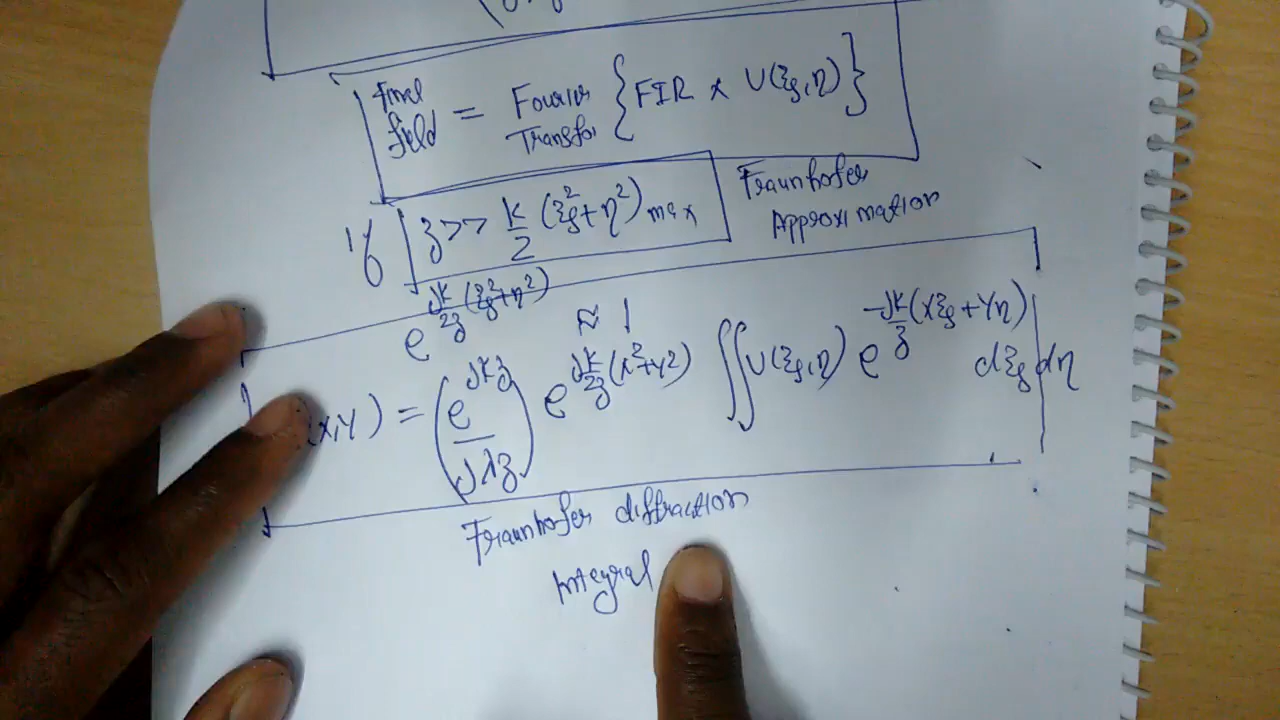 Final field = Fourier Transfor {FIR × U(ξ,η)}
if z >> k/2 (ξ²+η²)max Fraunhofer Approximation
e^{jk/2z (ξ²+η²)} ≈ 1
(x,y) = (e^{jkz}/jλz) e^{jk/2z (x²+y²)} ∬U(ξ,η) e^{-jk/z (xξ+yη)} dξ dη
Fraunhofer diffraction
integral